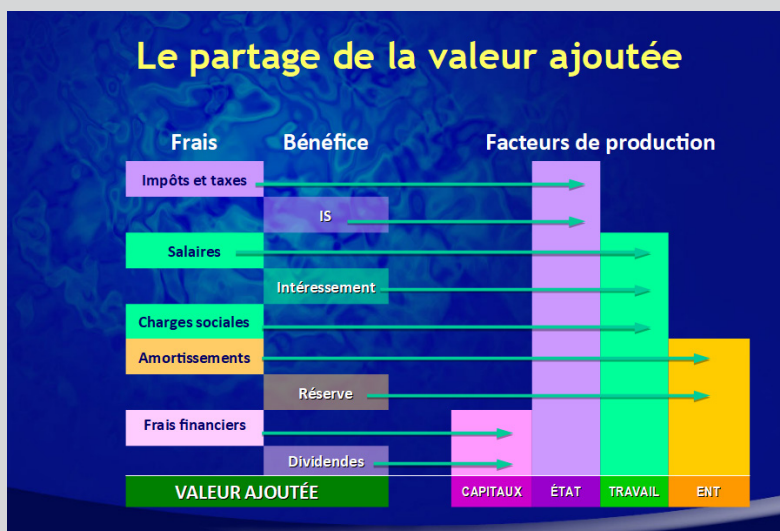 Le partage de la valeur ajoutée
Frais Bénéfice Facteurs de production
Impôts et taxes
IS
Salaires
Intéressement
Charges sociales
Amortissements
Réserve
Frais financiers
Dividendes
VALEUR AJOUTÉE CAPITAUX ÉTAT TRAVAIL ENT